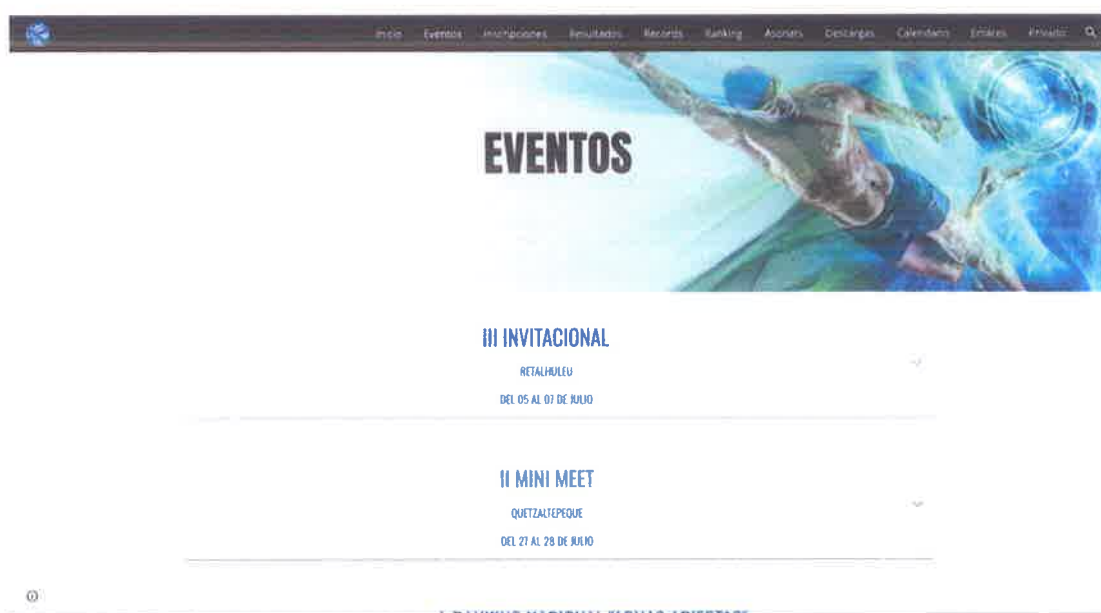 Inicio Eventos Inscripciones Resultados Records Ranking Asonats Descargas Calendario Enlaces Privado
EVENTOS
III INVITACIONAL
RETALHULEU
DEL 05 AL 07 DE JULIO
II MINI MEET
QUETZALTEPEQUE
DEL 27 AL 28 DE JULIO